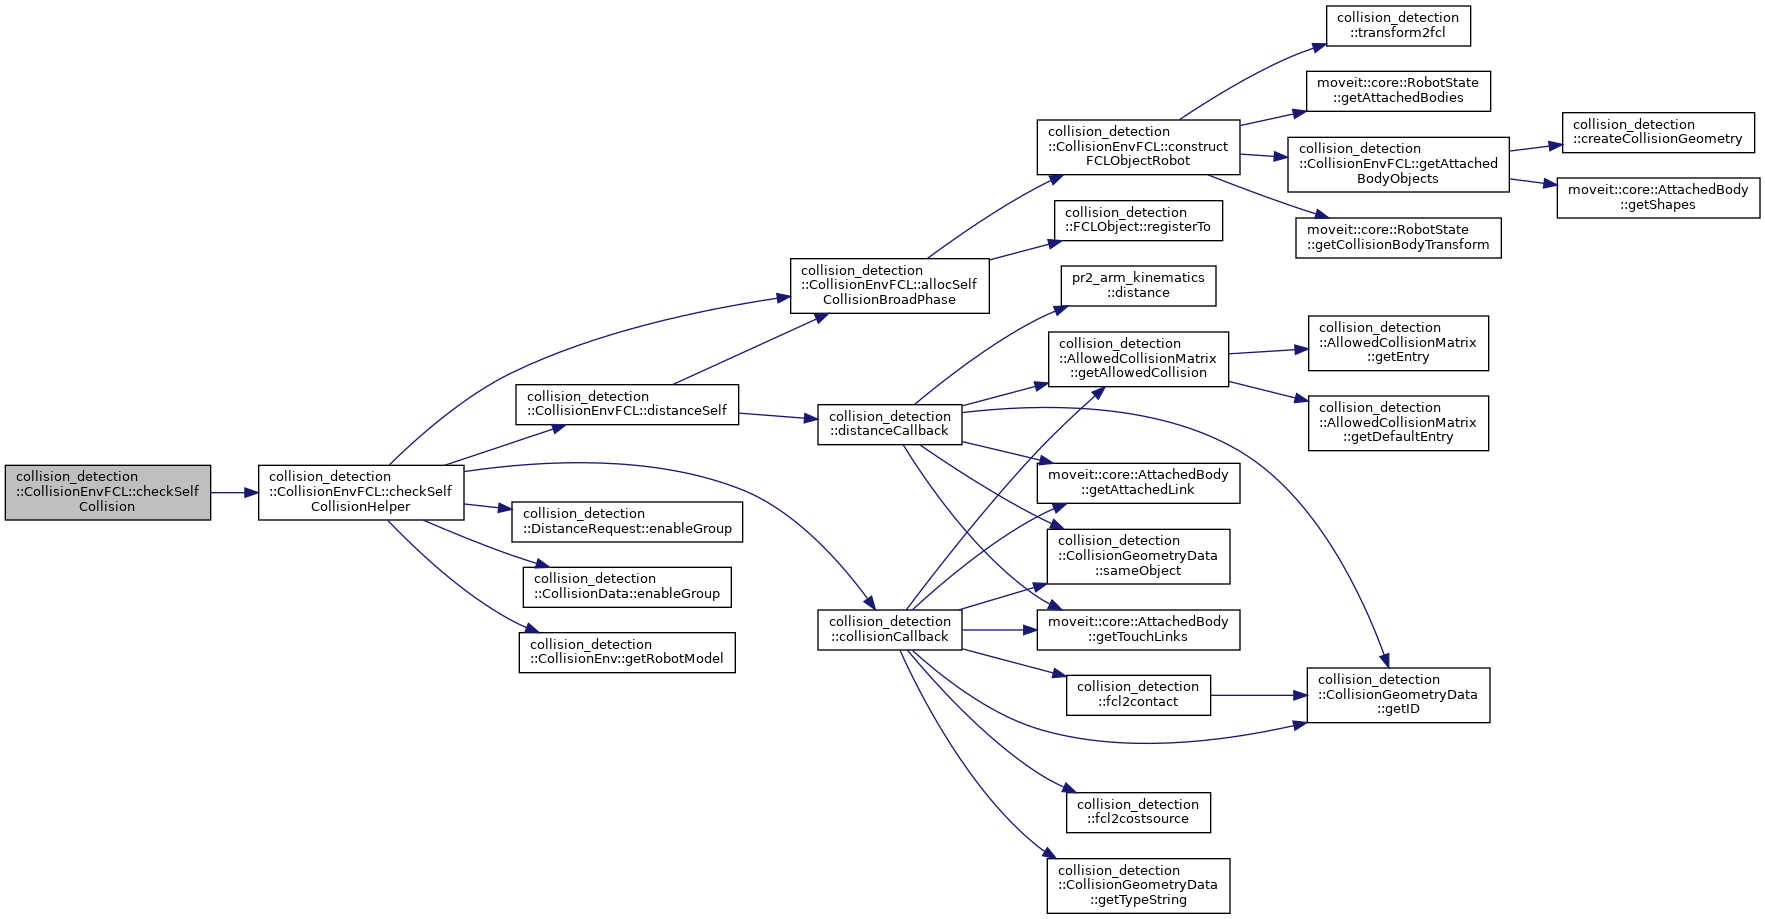 collision_detection
::CollisionEnvFCL::checkSelf
Collision
collision_detection
::CollisionEnvFCL::checkSelf
CollisionHelper
collision_detection
::CollisionEnvFCL::allocSelf
CollisionBroadPhase
collision_detection
::CollisionEnvFCL::distanceSelf
collision_detection
::DistanceRequest::enableGroup
collision_detection
::CollisionData::enableGroup
collision_detection
::CollisionEnv::getRobotModel
collision_detection
::distanceCallback
collision_detection
::collisionCallback
collision_detection
::CollisionEnvFCL::construct
FCLObjectRobot
collision_detection
::FCLObject::registerTo
pr2_arm_kinematics
::distance
collision_detection
::AllowedCollisionMatrix
::getAllowedCollision
moveit::core::AttachedBody
::getAttachedLink
collision_detection
::CollisionGeometryData
::sameObject
moveit::core::AttachedBody
::getTouchLinks
collision_detection
::fcl2contact
collision_detection
::fcl2costsource
collision_detection
::CollisionGeometryData
::getTypeString
collision_detection
::transform2fcl
moveit::core::RobotState
::getAttachedBodies
collision_detection
::CollisionEnvFCL::getAttached
BodyObjects
moveit::core::RobotState
::getCollisionBodyTransform
collision_detection
::AllowedCollisionMatrix
::getEntry
collision_detection
::AllowedCollisionMatrix
::getDefaultEntry
collision_detection
::CollisionGeometryData
::getID
collision_detection
::createCollisionGeometry
moveit::core::AttachedBody
::getShapes